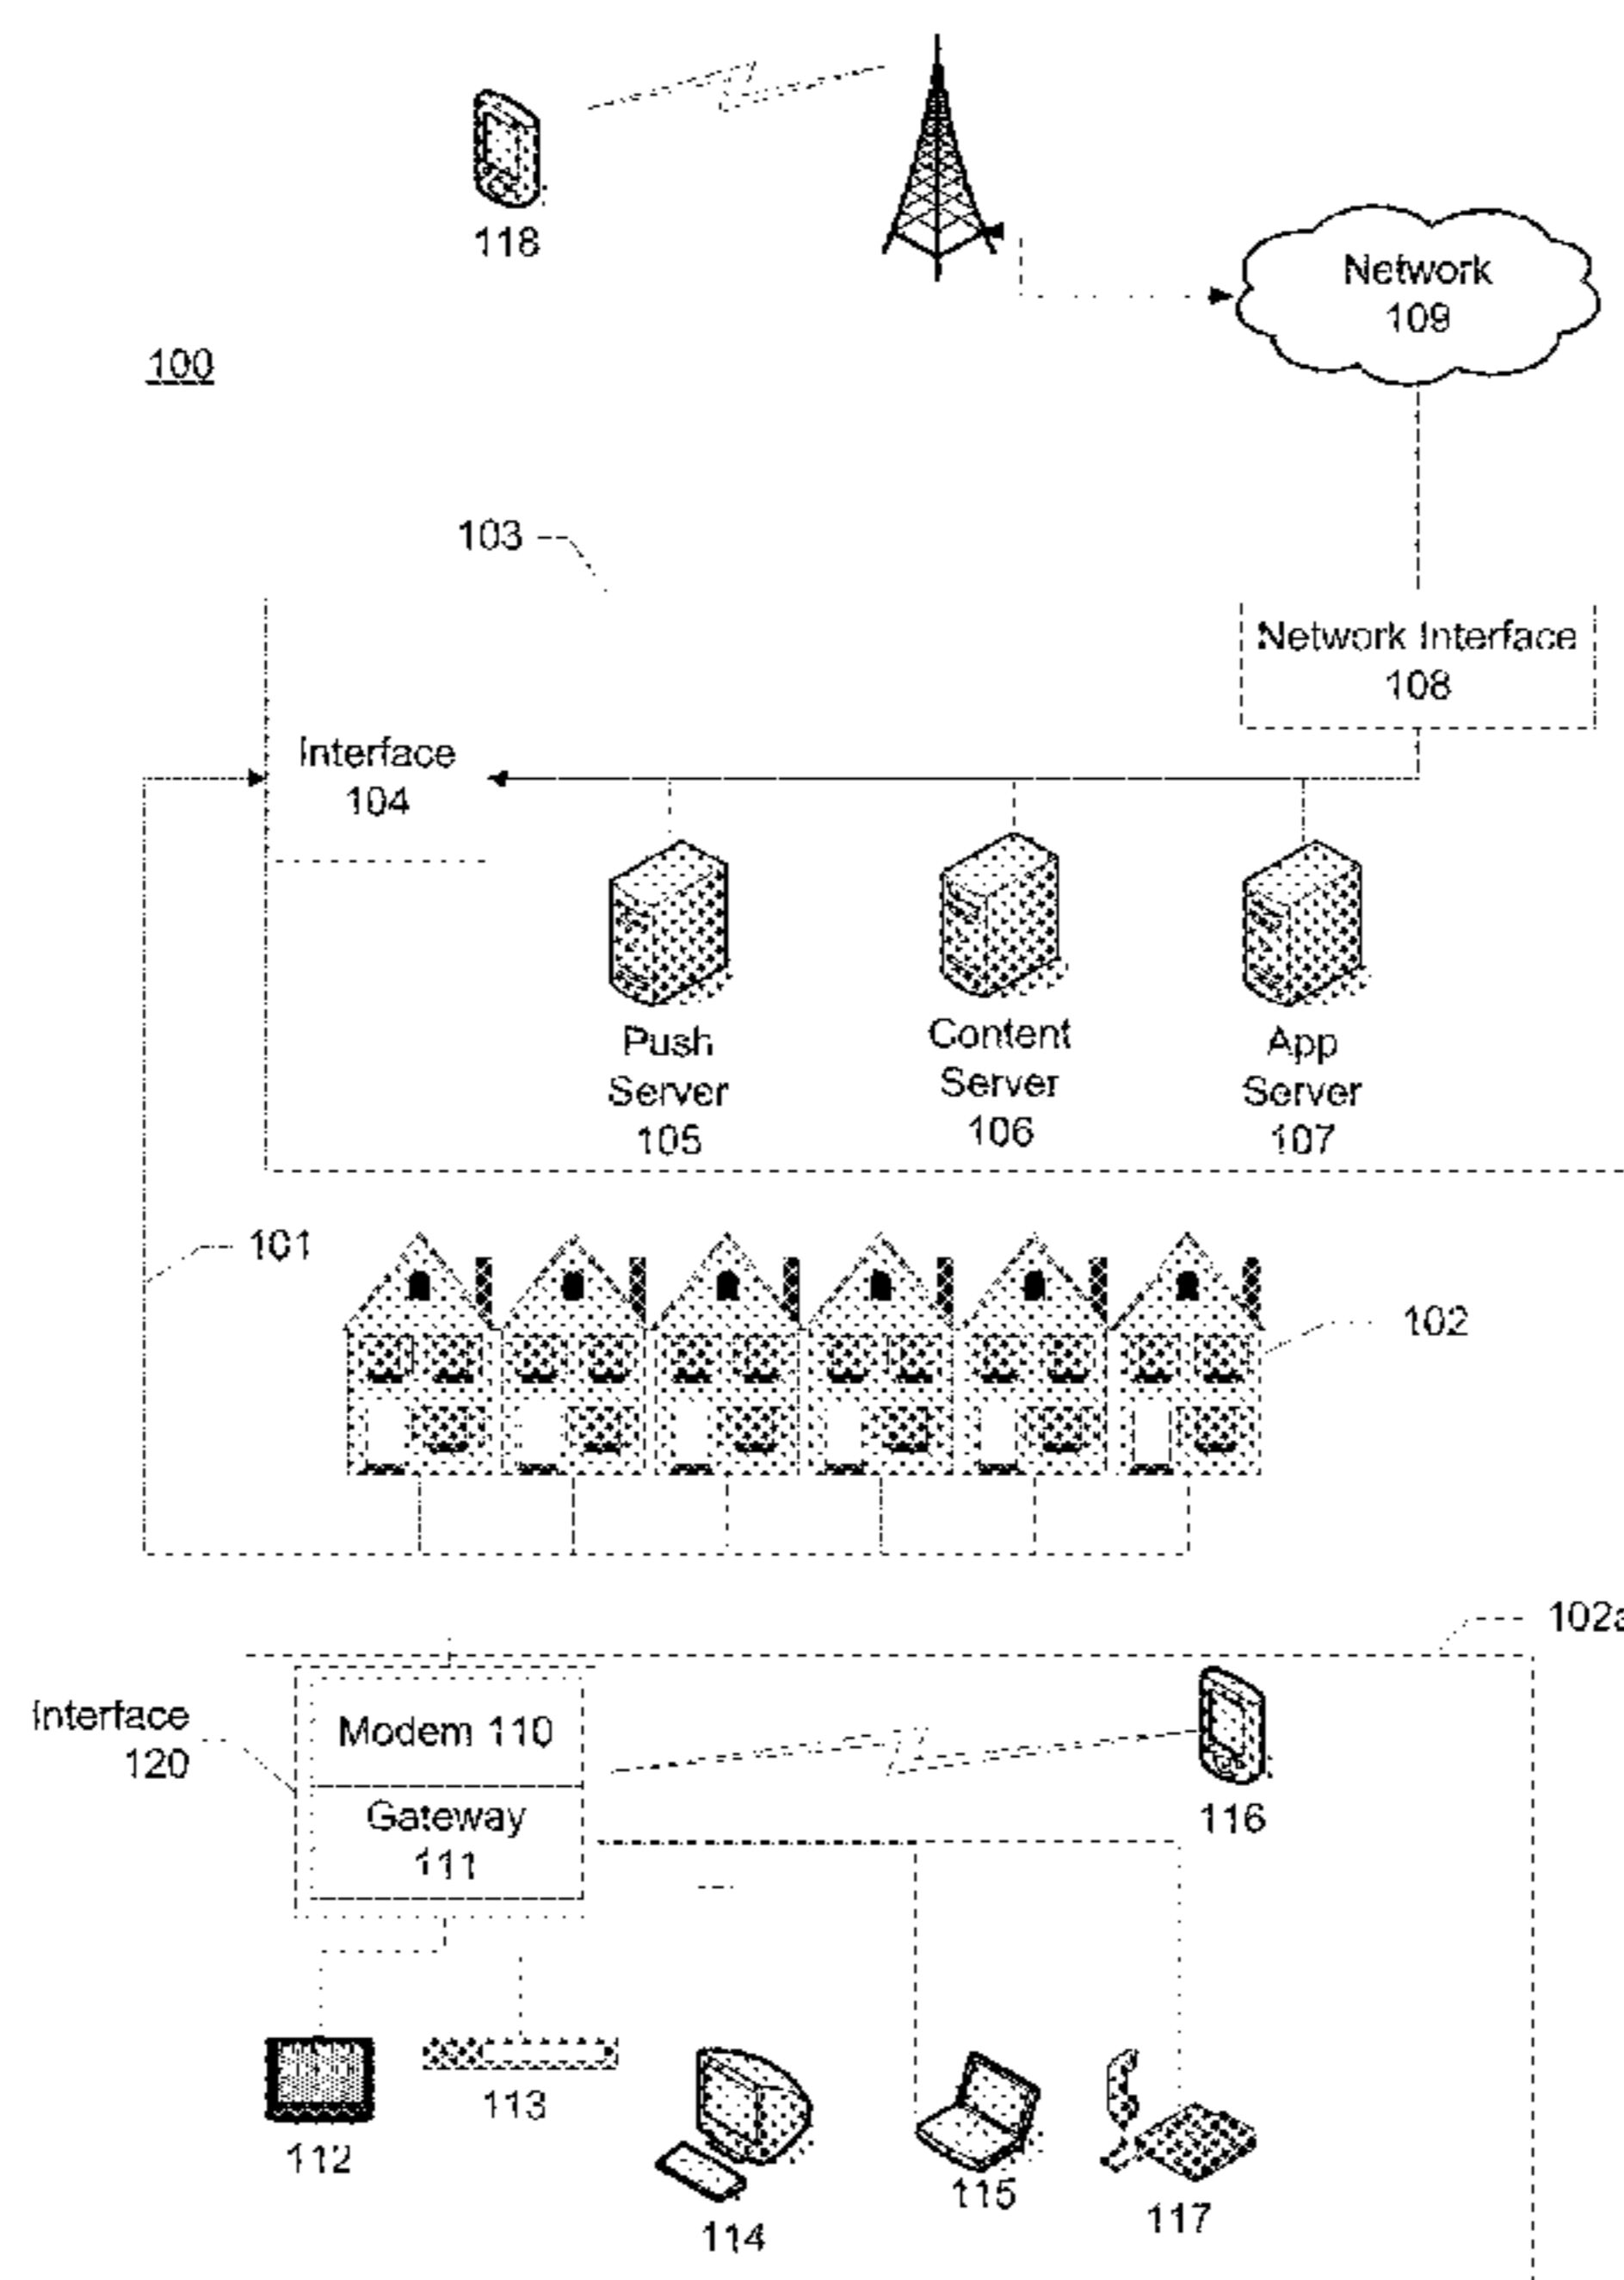 118
Network
109
100
103
Network Interface
108
Interface
104
Push
Server
105
Content
Server
106
App
Server
107
101
102
102a
Interface
120
Modem 110
Gateway
111
116
112
113
114
115
117